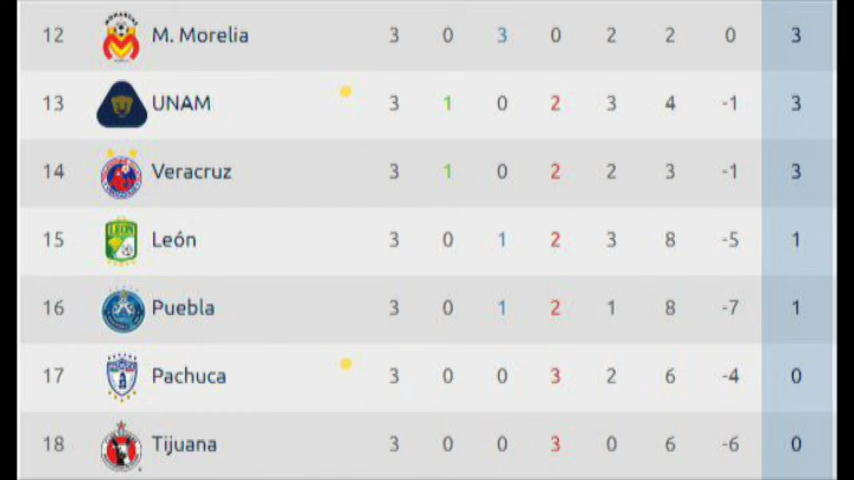 12 M. Morelia 3 0 3 0 2 2 0 3
13 UNAM 3 1 0 2 3 4 -1 3
14 Veracruz 3 1 0 2 2 3 -1 3
15 León 3 0 1 2 3 8 -5 1
16 Puebla 3 0 1 2 1 8 -7 1
17 Pachuca 3 0 0 3 2 6 -4 0
18 Tijuana 3 0 0 3 0 6 -6 0